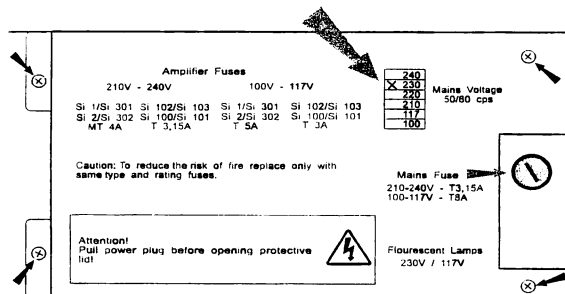 Amplifier Fuses
210V - 240V 100V - 117V
Si 1/Si 301 Si 102/Si 103 Si 1/Si 301 Si 102/Si 103
Si 2/Si 302 Si 100/Si 101 Si 2/Si 302 Si 100/Si 101
MT 4A T 3,15A T 5A T 3A
Caution: To reduce the risk of fire replace only with
same type and rating fuses.
Attention!
Pull power plug before opening protective
lid!
240
X 230
220
210
117
100
Mains Voltage
50/60 cps
Mains Fuse
210-240V - T3,15A
100-117V - T6A
Flourescent Lamps
230V / 117V